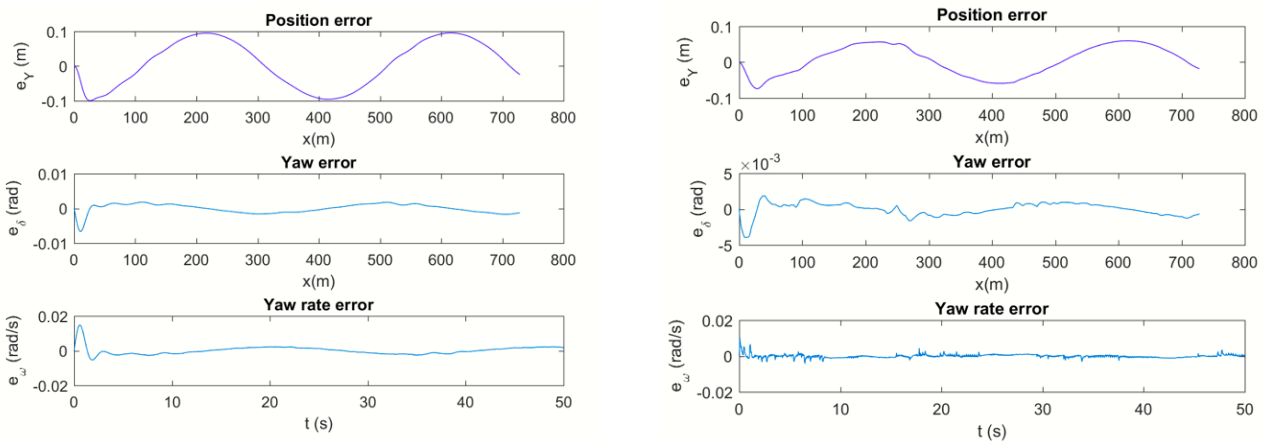 Position error
0.1
0
-0.1
e_Y (m)
0 100 200 300 400 500 600 700 800
x(m)
Yaw error
0.01
0
-0.01
e_δ (rad)
0 100 200 300 400 500 600 700 800
x(m)
Yaw rate error
0.02
0
-0.02
e_ω (rad/s)
0 10 20 30 40 50
t (s)
Position error
0.1
0
-0.1
e_Y (m)
0 100 200 300 400 500 600 700 800
x(m)
Yaw error
×10^-3
5
0
-5
e_δ (rad)
0 100 200 300 400 500 600 700 800
x(m)
Yaw rate error
0.02
0
-0.02
e_ω (rad/s)
0 10 20 30 40 50
t (s)